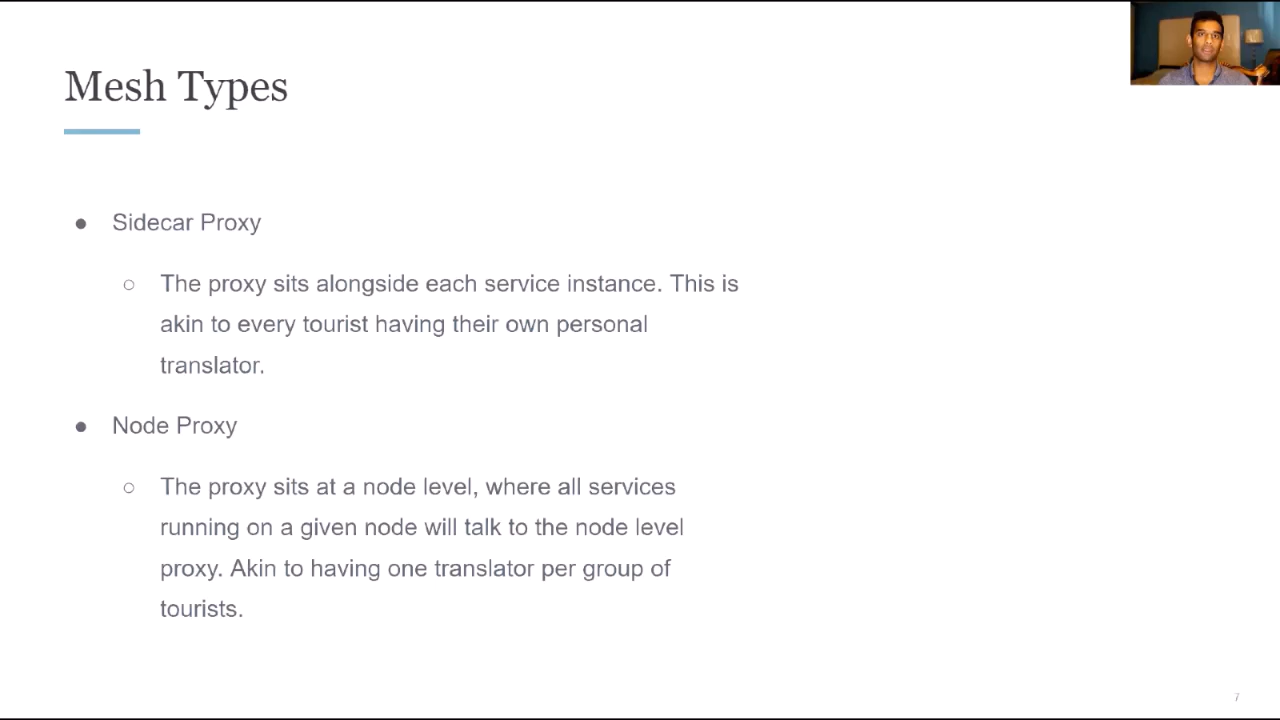 Mesh Types
● Sidecar Proxy
○ The proxy sits alongside each service instance. This is
akin to every tourist having their own personal
translator.
● Node Proxy
○ The proxy sits at a node level, where all services
running on a given node will talk to the node level
proxy. Akin to having one translator per group of
tourists.
7